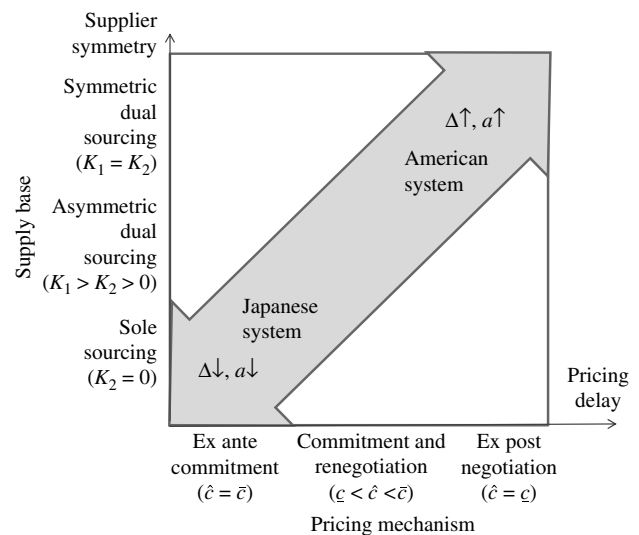 Supplier
symmetry
Symmetric
dual
sourcing
(K₁ = K₂)
Asymmetric
dual
sourcing
(K₁ > K₂ > 0)
Sole
sourcing
(K₂ = 0)
Supply base
Δ↑, a↑
American
system
Japanese
system
Δ↓, a↓
Pricing
delay
Ex ante
commitment
(ĉ = c̄)
Commitment and
renegotiation
(c̲ < ĉ <c̄)
Ex post
negotiation
(ĉ = c̲)
Pricing mechanism